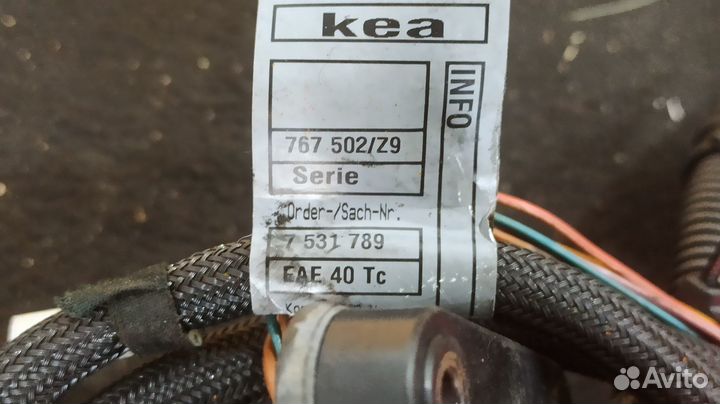 kea
INFO
767 502/Z9
Serie
Order-/Sach-Nr.
7 531 789
EAE 40 Tc
Avito